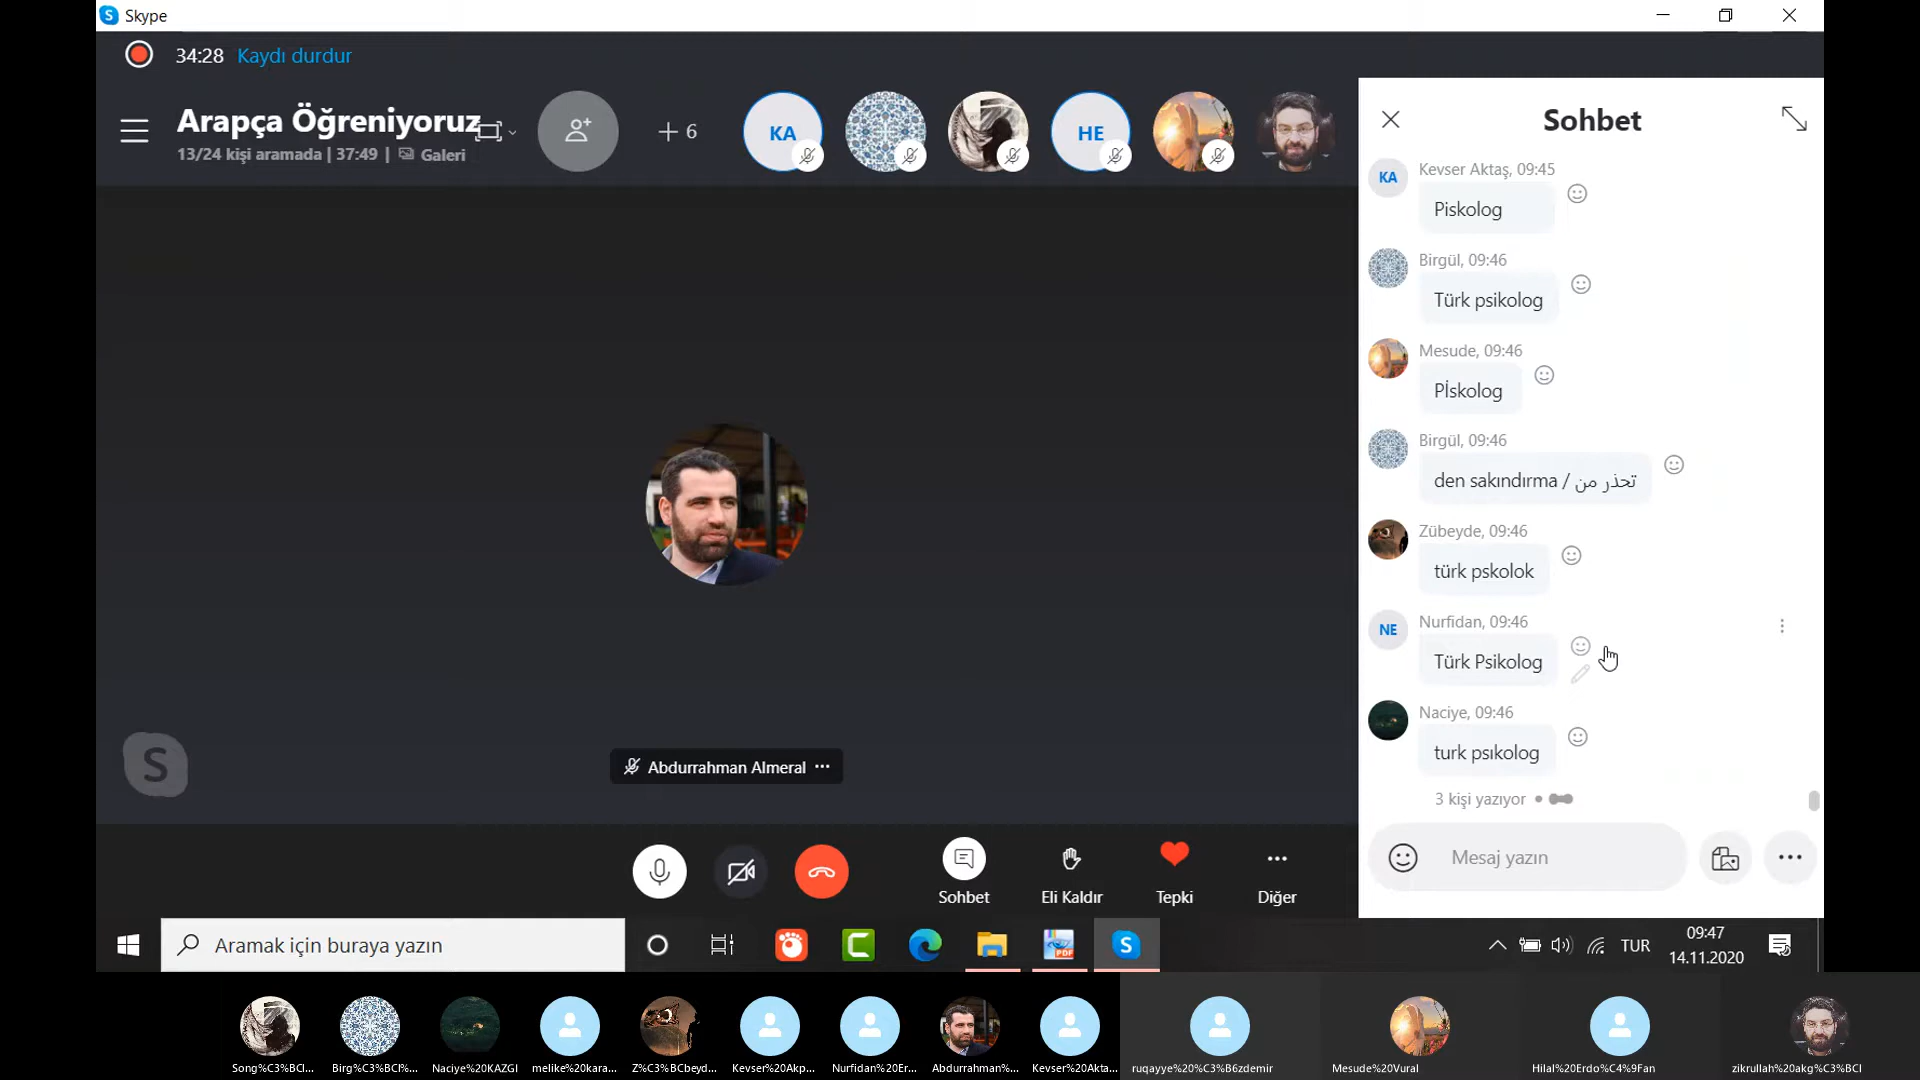 Skype
34:28 Kaydı durdur
Arapça Öğreniyoruz
13/24 kişi aramada | 37:49 | Galeri
+ 6
KA
HE
Sohbet
KA
Kevser Aktaş, 09:45
Piskolog
Birgül, 09:46
Türk psikolog
Mesude, 09:46
Pİskolog
Birgül, 09:46
den sakındırma / تحذر من
Zübeyde, 09:46
türk pskolok
NE
Nurfidan, 09:46
Türk Psikolog
Naciye, 09:46
turk psıkolog
3 kişi yazıyor
Abdurrahman Almeral
Mesaj yazın
Sohbet
Eli Kaldır
Tepki
Diğer
Aramak için buraya yazın
PDF
TUR
09:47
14.11.2020
Song%C3%BCl... Birg%C3%BCl%... Naciye%20KAZGI melike%20kara... Z%C3%BCbeyd... Kevser%20Akp... Nurfidan%20Er... Abdurrahman%... Kevser%20Akta... ruqayye%20%C3%B6zdemir Mesude%20Vural Hilal%20Erdo%C4%9Fan zikrullah%20akg%C3%BCl